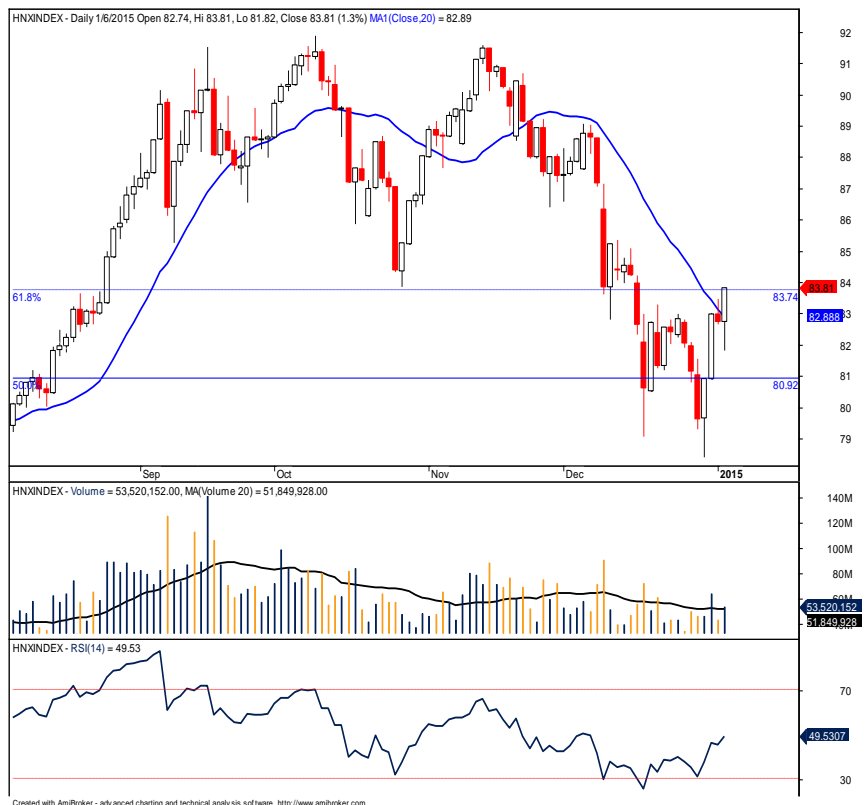 HNXINDEX - Daily 1/6/2015 Open 82.74, Hi 83.81, Lo 81.82, Close 83.81 (1.3%) MA1(Close,20) = 82.89
92
91
90
89
88
87
86
85
84
61.8%
83.74
83.81
82.888
83
82
81
50.0%
80.92
80
79
Sep Oct Nov Dec 2015
HNXINDEX - Volume = 53,520,152.00, MA(Volume 20) = 51,849,928.00
140M
120M
100M
80M
60M
53,520,152
51,849,928
HNXINDEX - RSI(14) = 49.53
70
49.5307
30
Created with AmiBroker - advanced charting and technical analysis software. http://www.amibroker.com